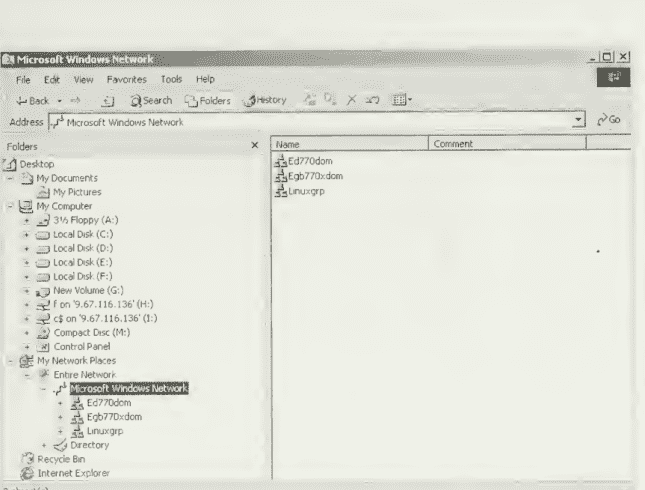 Microsoft Windows Network
File Edit View Favorites Tools Help
Back Search Folders History
Address Microsoft Windows Network Go
Folders
Name Comment
Desktop
My Documents
My Pictures
My Computer
3½ Floppy (A:)
Local Disk (C:)
Local Disk (D:)
Local Disk (E:)
Local Disk (F:)
New Volume (G:)
f on '9.67.116.136' (H:)
c$ on '9.67.116.136' (I:)
Compact Disc (M:)
Control Panel
My Network Places
Entire Network
Microsoft Windows Network
Ed770dom
Egb770xdom
Linuxgrp
Directory
Recycle Bin
Internet Explorer
Ed770dom
Egb770xdom
Linuxgrp